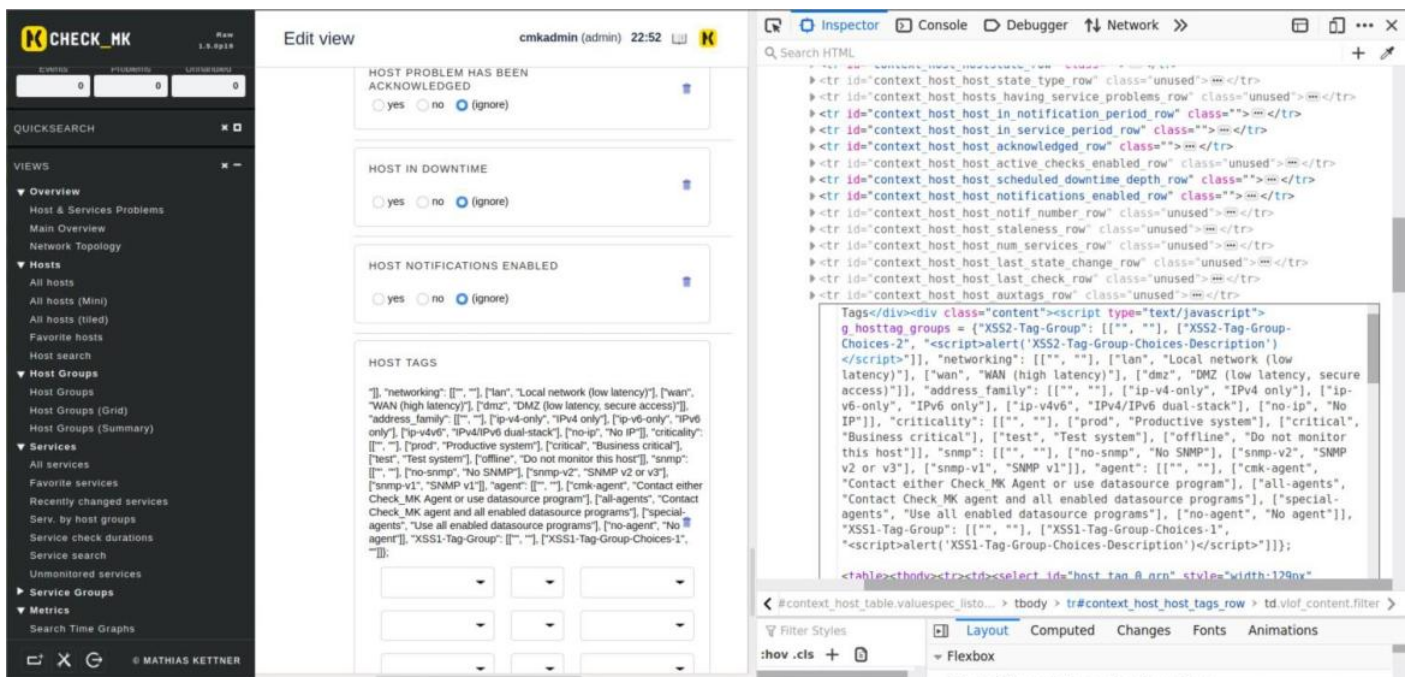 CHECK_MK
Raw
1.5.0p18
Events Problems Unhandled
0 0 0
QUICKSEARCH
VIEWS
Overview
Host & Services Problems
Main Overview
Network Topology
Hosts
All hosts
All hosts (Mini)
All hosts (tiled)
Favorite hosts
Host search
Host Groups
Host Groups
Host Groups (Grid)
Host Groups (Summary)
Services
All services
Favorite services
Recently changed services
Serv. by host groups
Service check durations
Service search
Unmonitored services
Service Groups
Metrics
Search Time Graphs
© MATHIAS KETTNER
Edit view
cmkadmin (admin) 22:52
HOST PROBLEM HAS BEEN
ACKNOWLEDGED
yes no (ignore)
HOST IN DOWNTIME
yes no (ignore)
HOST NOTIFICATIONS ENABLED
yes no (ignore)
HOST TAGS
"]], "networking": [["", ""], ["lan", "Local network (low latency)"], ["wan",
"WAN (high latency)"], ["dmz", "DMZ (low latency, secure access)"]],
"address_family": [["", ""], ["ip-v4-only", "IPv4 only"], ["ip-v6-only", "IPv6
only"], ["ip-v4v6", "IPv4/IPv6 dual-stack"], ["no-ip", "No IP"]], "criticality":
[["", ""], ["prod", "Productive system"], ["critical", "Business critical"],
["test", "Test system"], ["offline", "Do not monitor this host"]], "snmp":
[["", ""], ["no-snmp", "No SNMP"], ["snmp-v2", "SNMP v2 or v3"],
["snmp-v1", "SNMP v1"]], "agent": [["", ""], ["cmk-agent", "Contact either
Check_MK Agent or use datasource program"], ["all-agents", "Contact
Check_MK agent and all enabled datasource programs"], ["special-
agents", "Use all enabled datasource programs"], ["no-agent", "No
agent"]], "XSS1-Tag-Group": [["", ""], ["XSS1-Tag-Group-Choices-1",
""]]};
Inspector Console Debugger Network
Search HTML
<tr id="context_host_hoststate_row" class="">
<tr id="context_host_host_state_type_row" class="unused"></tr>
<tr id="context_host_hosts_having_service_problems_row" class="unused"></tr>
<tr id="context_host_host_in_notification_period_row" class=""></tr>
<tr id="context_host_host_in_service_period_row" class=""></tr>
<tr id="context_host_host_acknowledged_row" class=""></tr>
<tr id="context_host_host_active_checks_enabled_row" class="unused"></tr>
<tr id="context_host_host_scheduled_downtime_depth_row" class=""></tr>
<tr id="context_host_host_notifications_enabled_row" class=""></tr>
<tr id="context_host_host_notif_number_row" class="unused"></tr>
<tr id="context_host_host_staleness_row" class="unused"></tr>
<tr id="context_host_host_num_services_row" class="unused"></tr>
<tr id="context_host_host_last_state_change_row" class="unused"></tr>
<tr id="context_host_host_last_check_row" class="unused"></tr>
<tr id="context_host_host_auxtags_row" class="unused"></tr>
Tags</div><div class="content"><script type="text/javascript">
g_hosttag_groups = {"XSS2-Tag-Group": [["", ""], ["XSS2-Tag-Group-
Choices-2", "<script>alert('XSS2-Tag-Group-Choices-Description')
</script>"]], "networking": [["", ""], ["lan", "Local network (low
latency)"], ["wan", "WAN (high latency)"], ["dmz", "DMZ (low latency, secure
access)"]], "address_family": [["", ""], ["ip-v4-only", "IPv4 only"], ["ip-
v6-only", "IPv6 only"], ["ip-v4v6", "IPv4/IPv6 dual-stack"], ["no-ip", "No
IP"]], "criticality": [["", ""], ["prod", "Productive system"], ["critical",
"Business critical"], ["test", "Test system"], ["offline", "Do not monitor
this host"]], "snmp": [["", ""], ["no-snmp", "No SNMP"], ["snmp-v2", "SNMP
v2 or v3"], ["snmp-v1", "SNMP v1"]], "agent": [["", ""], ["cmk-agent",
"Contact either Check_MK Agent or use datasource program"], ["all-agents",
"Contact Check_MK agent and all enabled datasource programs"], ["special-
agents", "Use all enabled datasource programs"], ["no-agent", "No agent"]],
"XSS1-Tag-Group": [["", ""], ["XSS1-Tag-Group-Choices-1",
"<script>alert('XSS1-Tag-Group-Choices-Description')</script>"]]};
<table><tbody><tr><td><select id="host_tag_0_grp" style="width:129px"
#context_host_table.valuespec_listo... > tbody > tr#context_host_host_tags_row > td.vlof_content.filter
Filter Styles
:hov .cls
Layout Computed Changes Fonts Animations
Flexbox